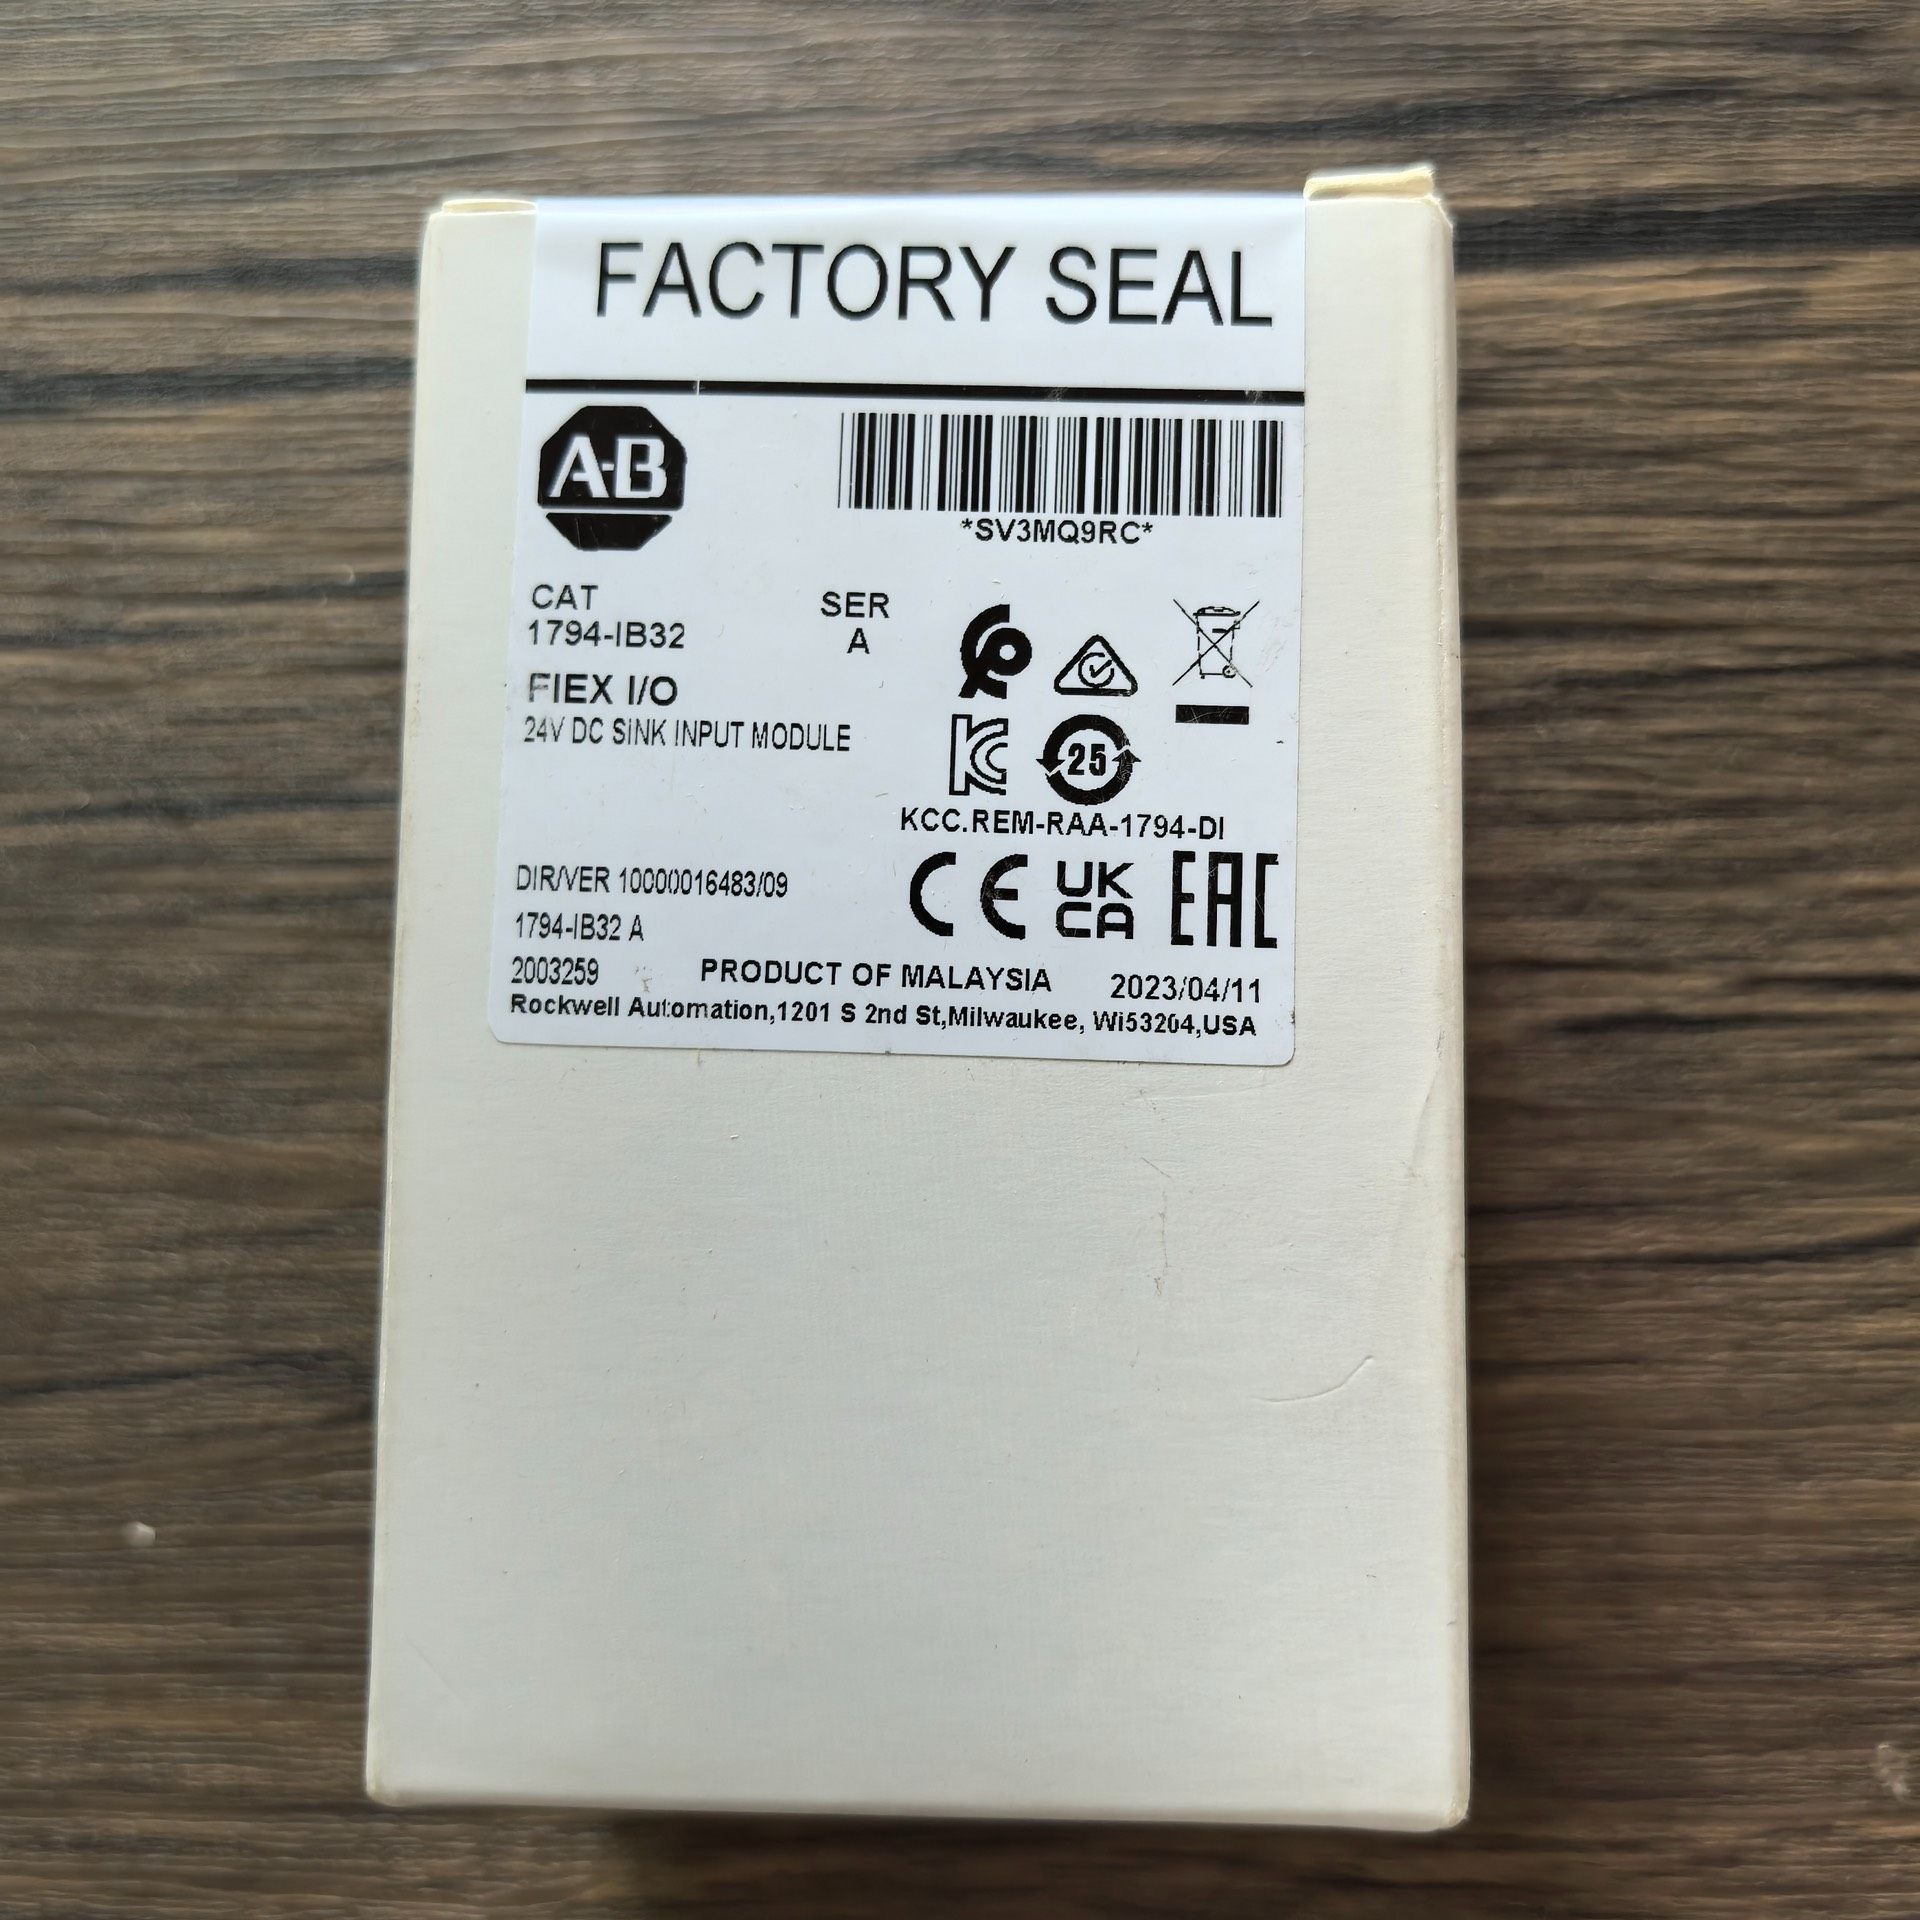 FACTORY SEAL
A-B
*SV3MQ9RC*
CAT
1794-IB32
SER
A
FIEX I/O
24V DC SINK INPUT MODULE
25
KCC.REM-RAA-1794-DI
DIR/VER 10000016483/09
CE UKCA EAC
1794-IB32 A
2003259
PRODUCT OF MALAYSIA
2023/04/11
Rockwell Automation,1201 S 2nd St,Milwaukee, Wi53204,USA